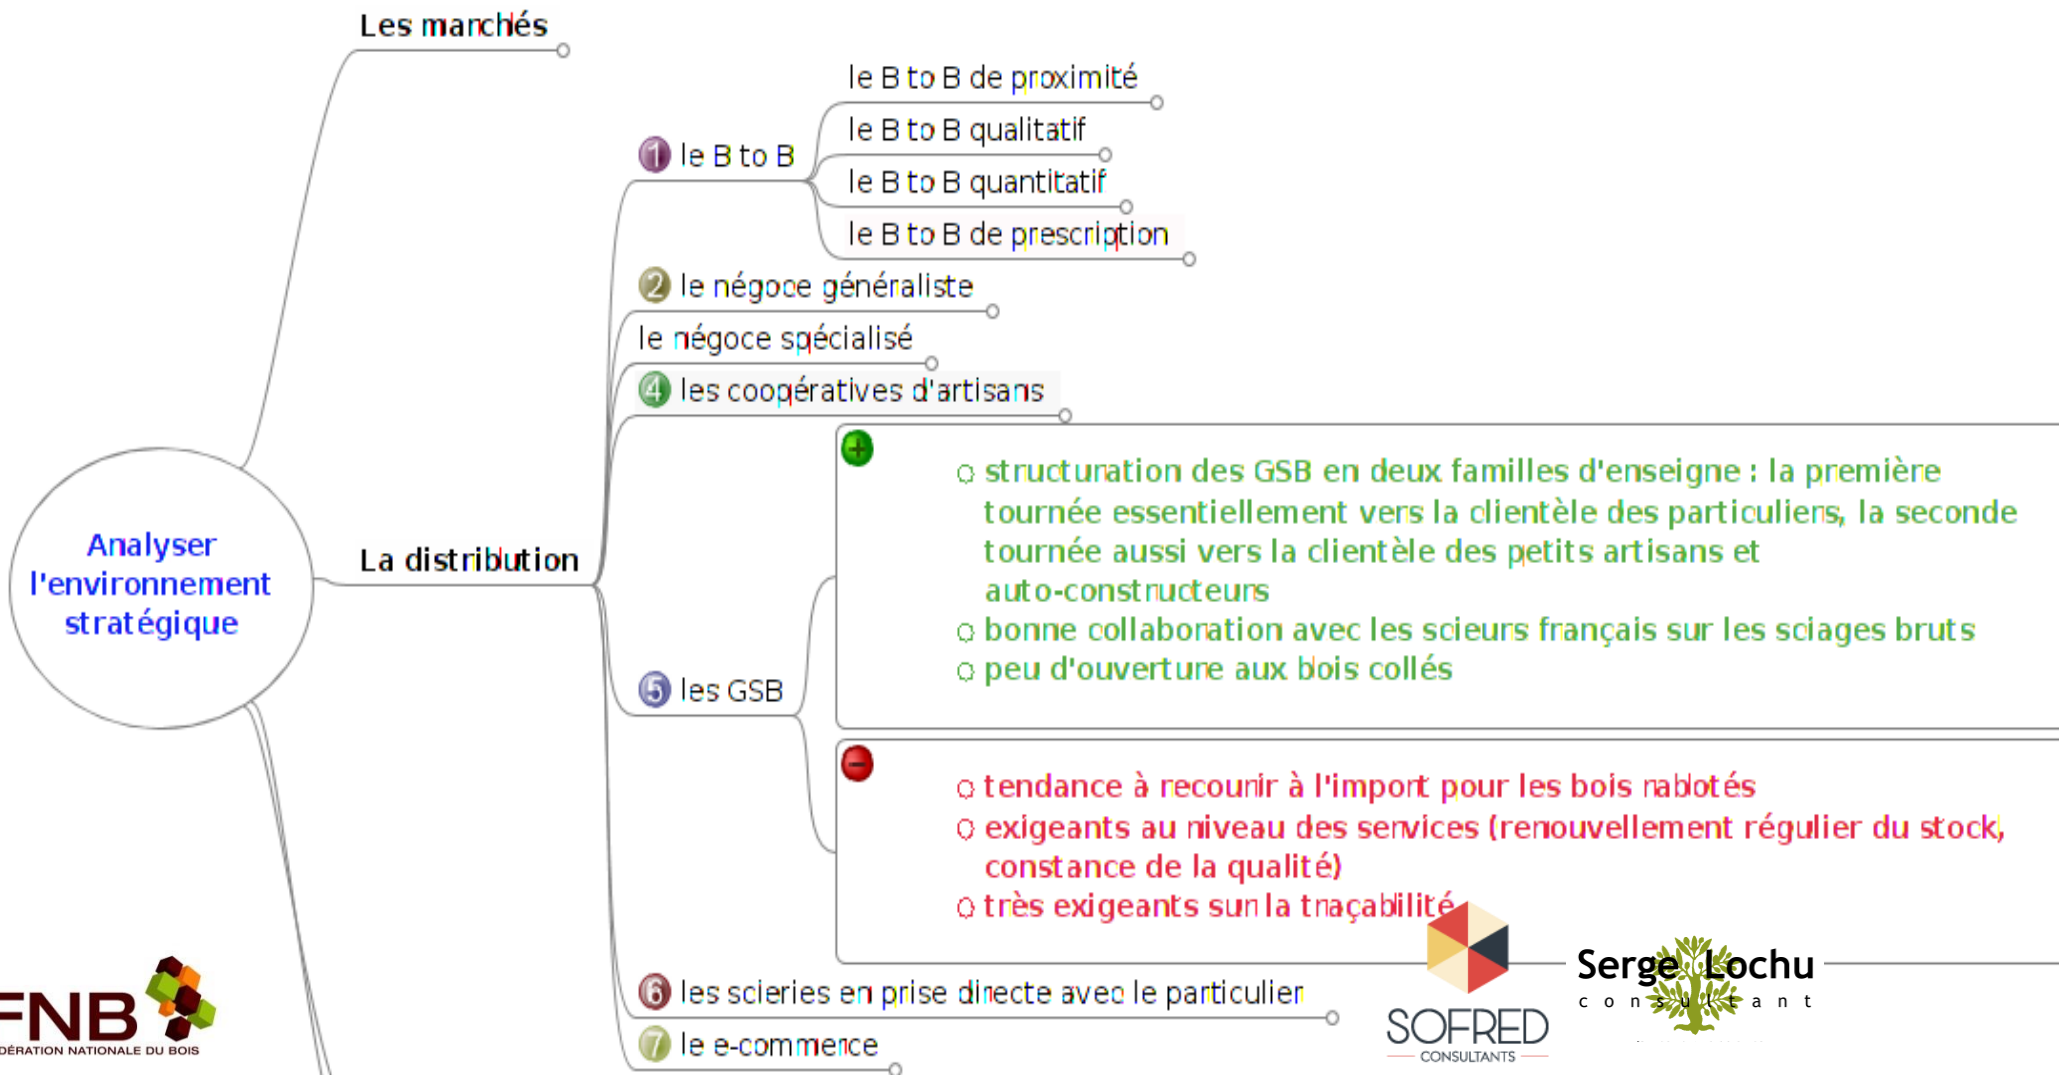 Les marchés
le B to B de proximité
le B to B qualitatif
1 le B to B
le B to B quantitatif
le B to B de prescription
2 le négoce généraliste
le négoce spécialisé
4 les coopératives d'artisans
structuration des GSB en deux familles d'enseigne : la première
tournée essentiellement vers la clientèle des particuliers, la seconde
tournée aussi vers la clientèle des petits artisans et
auto-constructeurs
bonne collaboration avec les scieurs français sur les sciages bruts
peu d'ouverture aux bois collés
Analyser
l'environnement
stratégique
La distribution
5 les GSB
tendance à recourir à l'import pour les bois rabotés
exigeants au niveau des services (renouvellement régulier du stock,
constance de la qualité)
très exigeants sur la traçabilité
6 les scieries en prise directe avec le particulier
7 le e-commerce
FNB
DÉRATION NATIONALE DU BOIS
SOFRED
CONSULTANTS
Serge Lochu
consultant